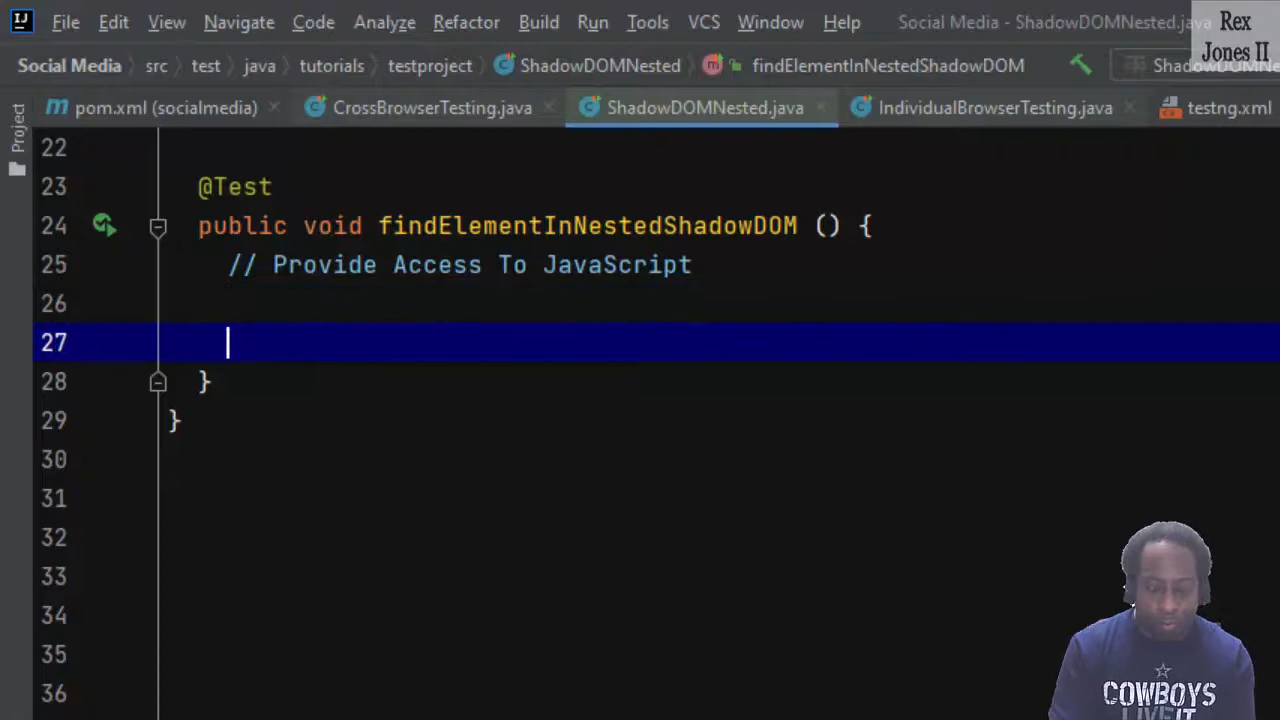 IJ File Edit View Navigate Code Analyze Refactor Build Run Tools VCS Window Help Social Media - ShadowDOMNested.java
Rex
Jones II
Social Media src test java tutorials testproject ShadowDOMNested findElementInNestedShadowDOM
pom.xml (socialmedia) CrossBrowserTesting.java ShadowDOMNested.java IndividualBrowserTesting.java testng.xml
Project
22
23 @Test
24 public void findElementInNestedShadowDOM () {
25 // Provide Access To JavaScript
26
27
28 }
29 }
30
31
32
33
34
35
36
COWBOYS